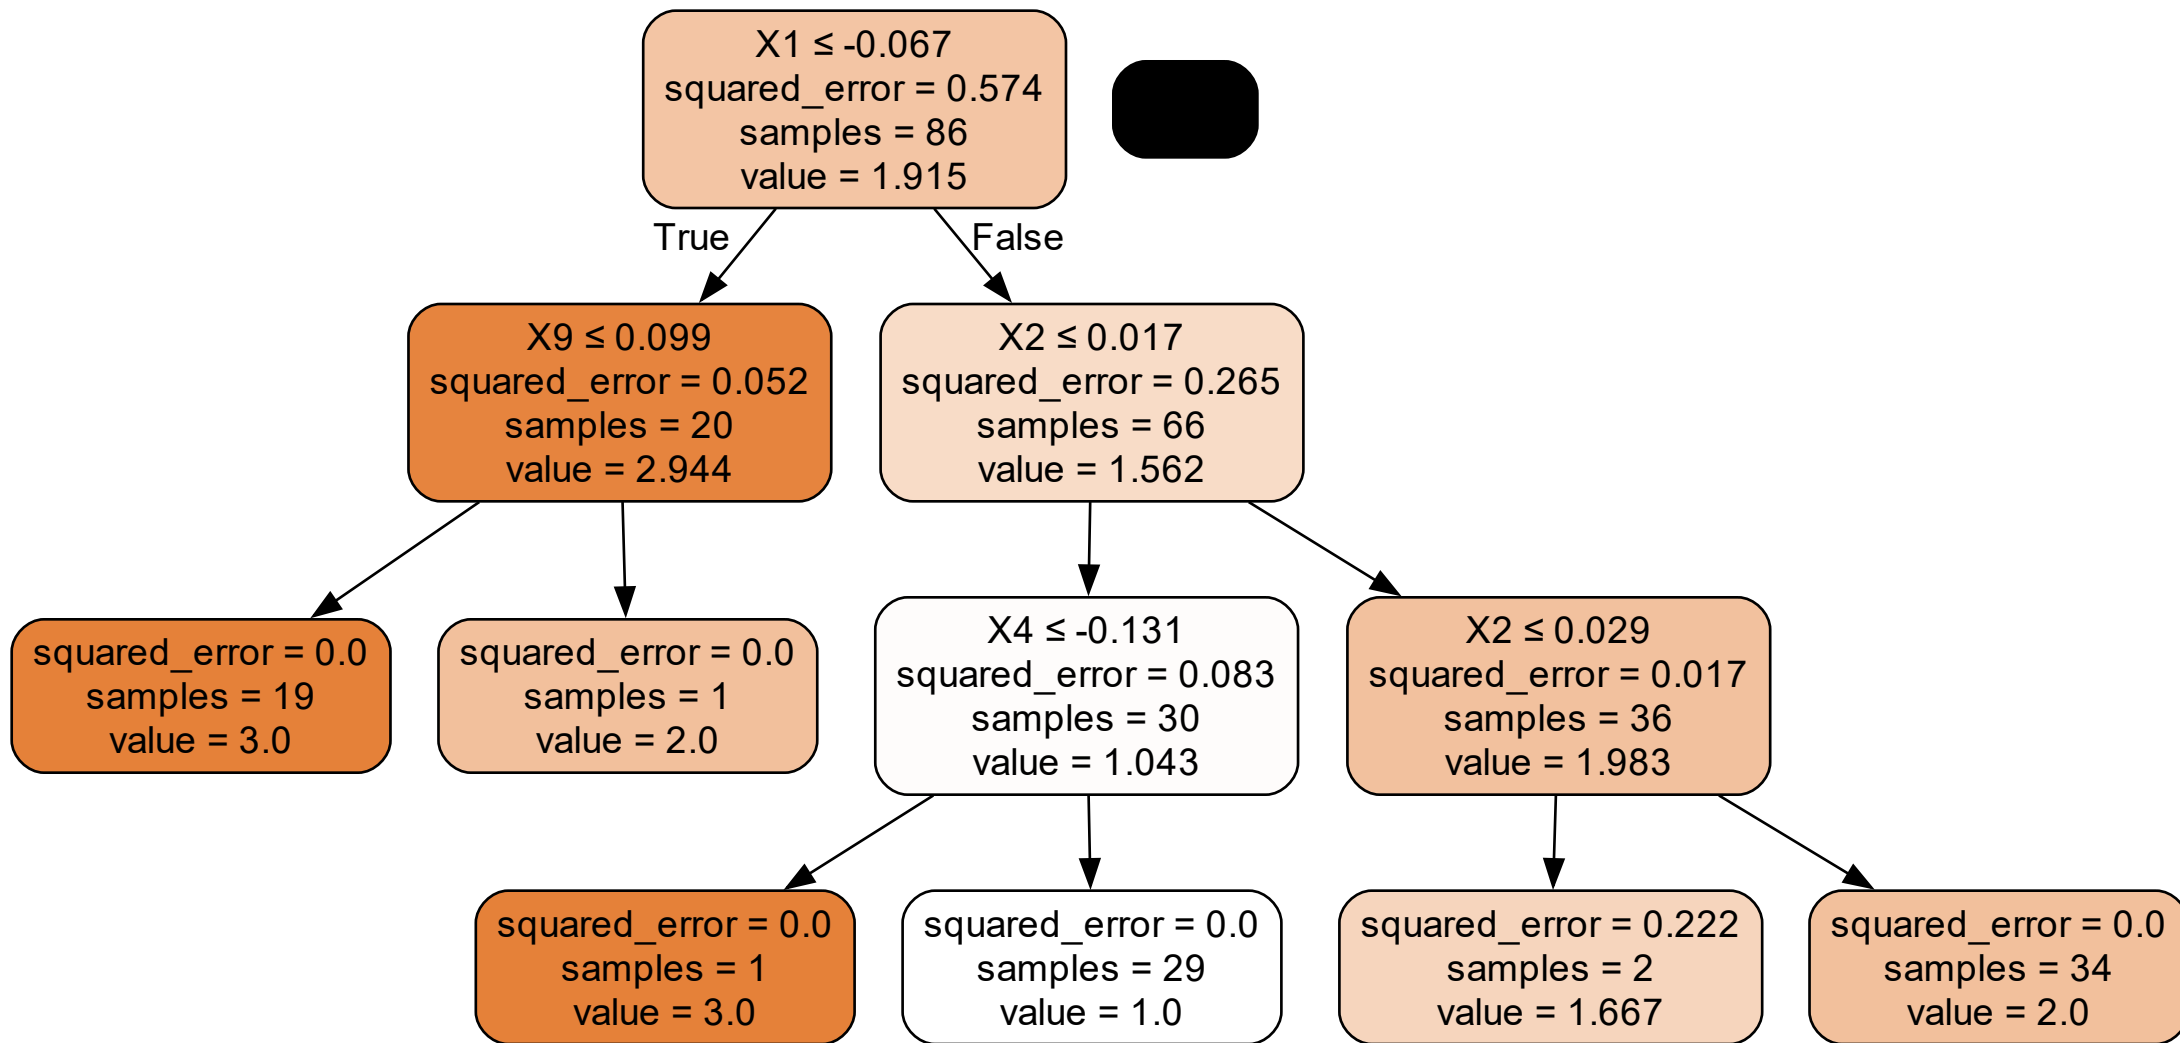 X1 ≤ -0.067
squared_error = 0.574
samples = 86
value = 1.915
True
False
X9 ≤ 0.099
squared_error = 0.052
samples = 20
value = 2.944
X2 ≤ 0.017
squared_error = 0.265
samples = 66
value = 1.562
squared_error = 0.0
samples = 19
value = 3.0
squared_error = 0.0
samples = 1
value = 2.0
X4 ≤ -0.131
squared_error = 0.083
samples = 30
value = 1.043
X2 ≤ 0.029
squared_error = 0.017
samples = 36
value = 1.983
squared_error = 0.0
samples = 1
value = 3.0
squared_error = 0.0
samples = 29
value = 1.0
squared_error = 0.222
samples = 2
value = 1.667
squared_error = 0.0
samples = 34
value = 2.0